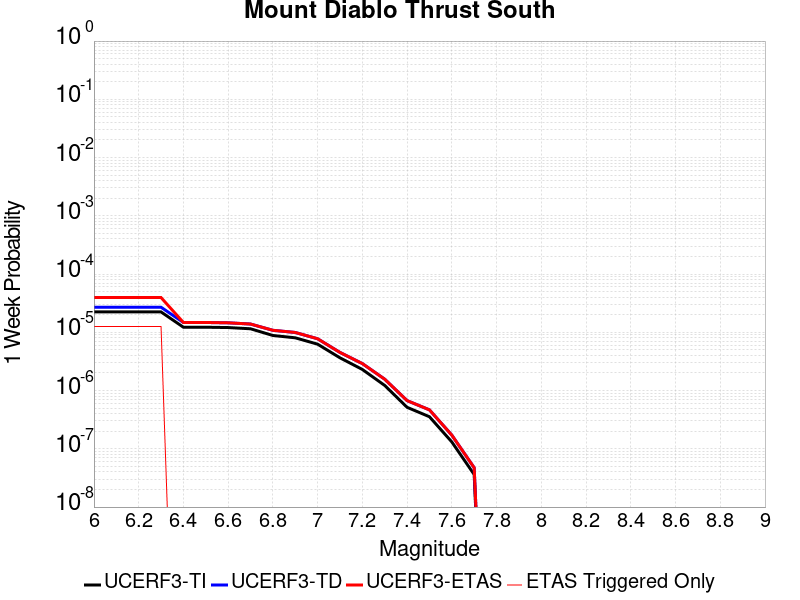 Mount Diablo Thrust South
10^0
10^-1
10^-2
10^-3
10^-4
10^-5
10^-6
10^-7
10^-8
1 Week Probability
6 6.2 6.4 6.6 6.8 7 7.2 7.4 7.6 7.8 8 8.2 8.4 8.6 8.8 9
Magnitude
UCERF3-TI UCERF3-TD UCERF3-ETAS ETAS Triggered Only